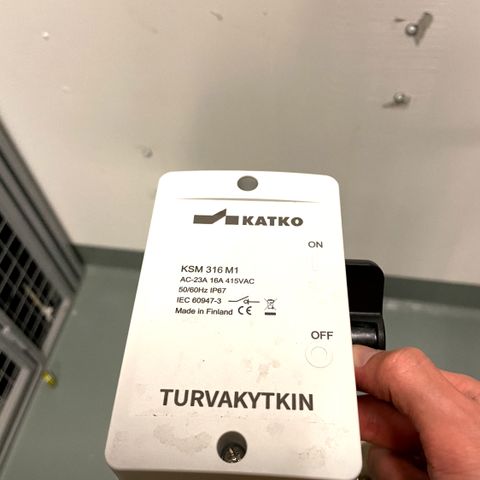 KATKO
ON
KSM 316 M1
AC-23A 16A 415VAC
50/60Hz IP67
IEC 60947-3
Made in Finland CE
OFF
TURVAKYTKIN